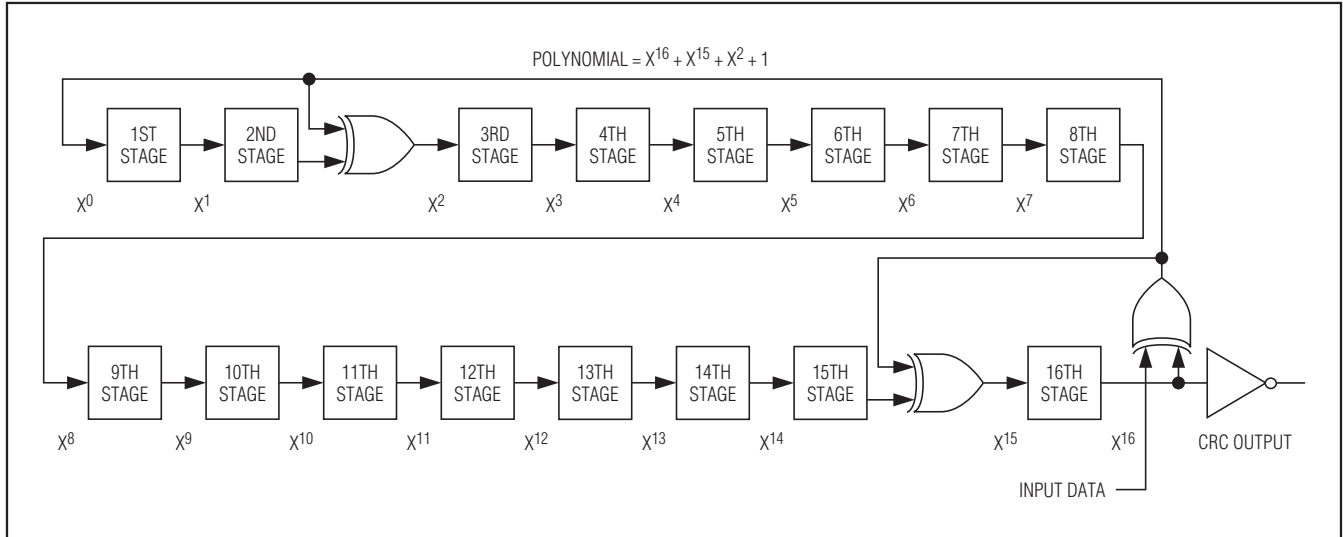 POLYNOMIAL = X¹⁶ + X¹⁵ + X² + 1
1ST
STAGE
2ND
STAGE
3RD
STAGE
4TH
STAGE
5TH
STAGE
6TH
STAGE
7TH
STAGE
8TH
STAGE
X⁰
X¹
X²
X³
X⁴
X⁵
X⁶
X⁷
9TH
STAGE
10TH
STAGE
11TH
STAGE
12TH
STAGE
13TH
STAGE
14TH
STAGE
15TH
STAGE
16TH
STAGE
X⁸
X⁹
X¹⁰
X¹¹
X¹²
X¹³
X¹⁴
X¹⁵
X¹⁶
CRC OUTPUT
INPUT DATA